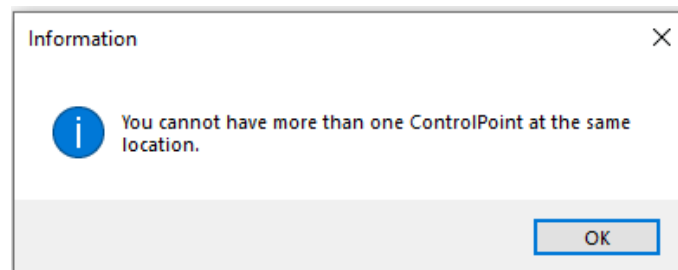 Information
You cannot have more than one ControlPoint at the same
location.
OK